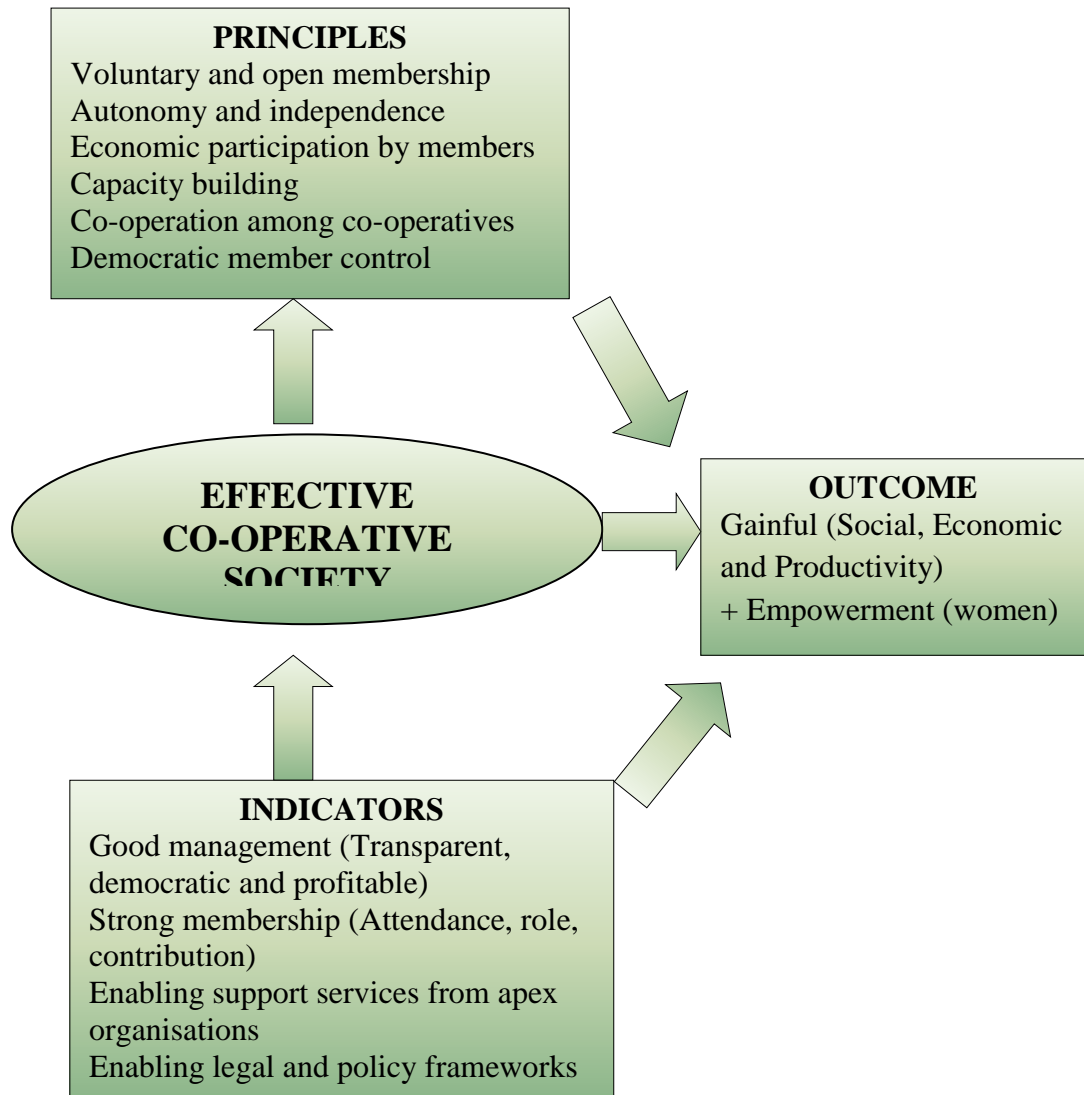 PRINCIPLES
Voluntary and open membership
Autonomy and independence
Economic participation by members
Capacity building
Co-operation among co-operatives
Democratic member control
EFFECTIVE
CO-OPERATIVE
SOCIETY
OUTCOME
Gainful (Social, Economic
and Productivity)
+ Empowerment (women)
INDICATORS
Good management (Transparent,
democratic and profitable)
Strong membership (Attendance, role,
contribution)
Enabling support services from apex
organisations
Enabling legal and policy frameworks